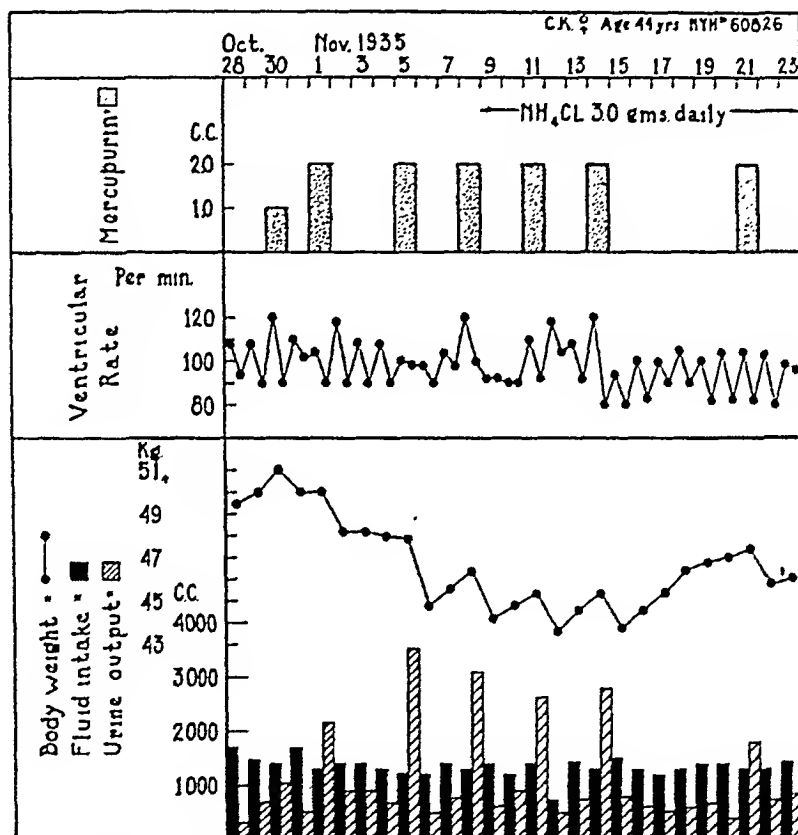 C.K. ♀ Age 44 yrs NYH# 60826
Oct. Nov. 1935
28 30 1 3 5 7 9 11 13 15 17 19 21 23
Mercupurin.
C.C.
2.0
1.0
NH₄CL 3.0 gms. daily
Ventricular Rate
Per min.
120
100
80
Body weight =
Fluid intake =
Urine output =
Kg.
51
49
47
45
43
C.C.
4000
3000
2000
1000